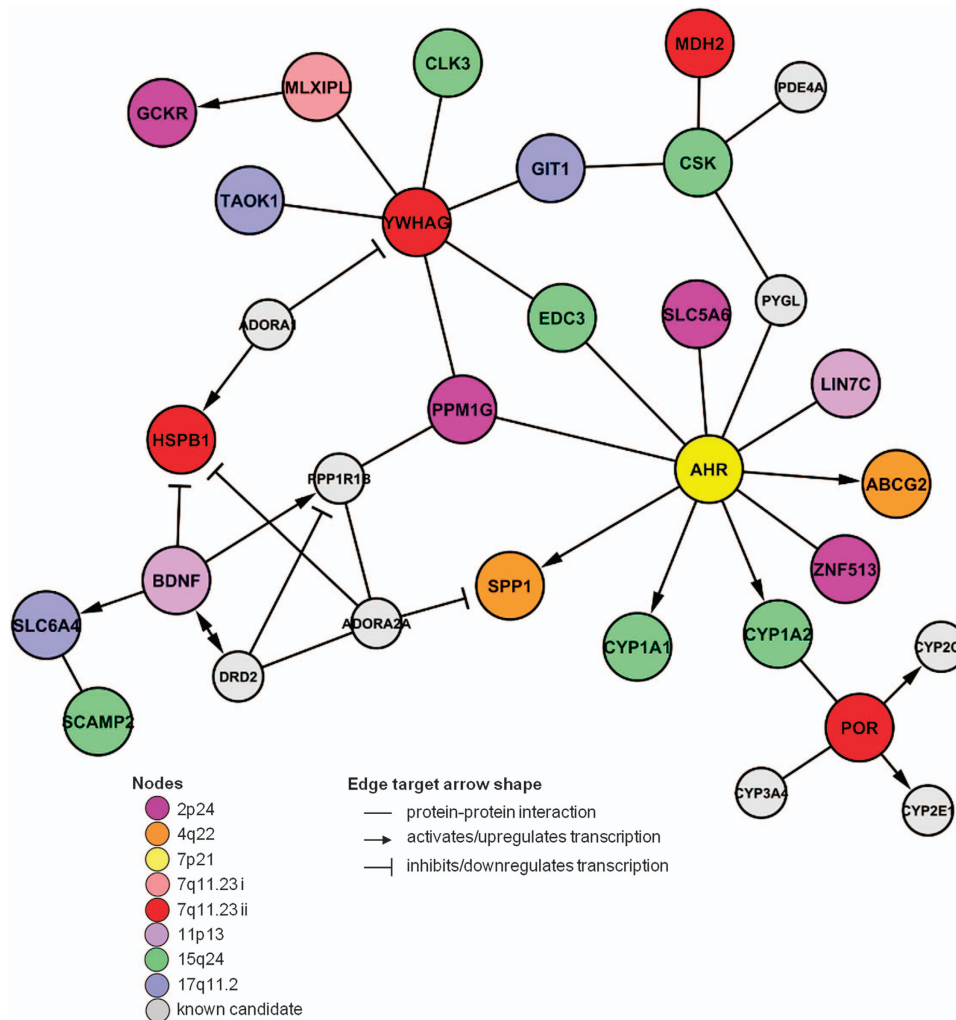 MDH2
CLK3
MLXIPL
PDE4A
GCKR
GIT1
CSK
TAOK1
YWHAG
PYGL
EDC3
SLC5A6
ADORA1
LIN7C
PPM1G
HSPB1
AHR
PPP1R1B
ABCG2
ZNF513
BDNF
SPP1
SLC6A4
ADORA2A
CYP1A1
CYP1A2
DRD2
SCAMP2
POR
CYP3A4
CYP2E1
Nodes
2p24
4q22
7p21
7q11.23 i
7q11.23 ii
11p13
15q24
17q11.2
known candidate
Edge target arrow shape
protein-protein interaction
activates/upregulates transcription
inhibits/downregulates transcription